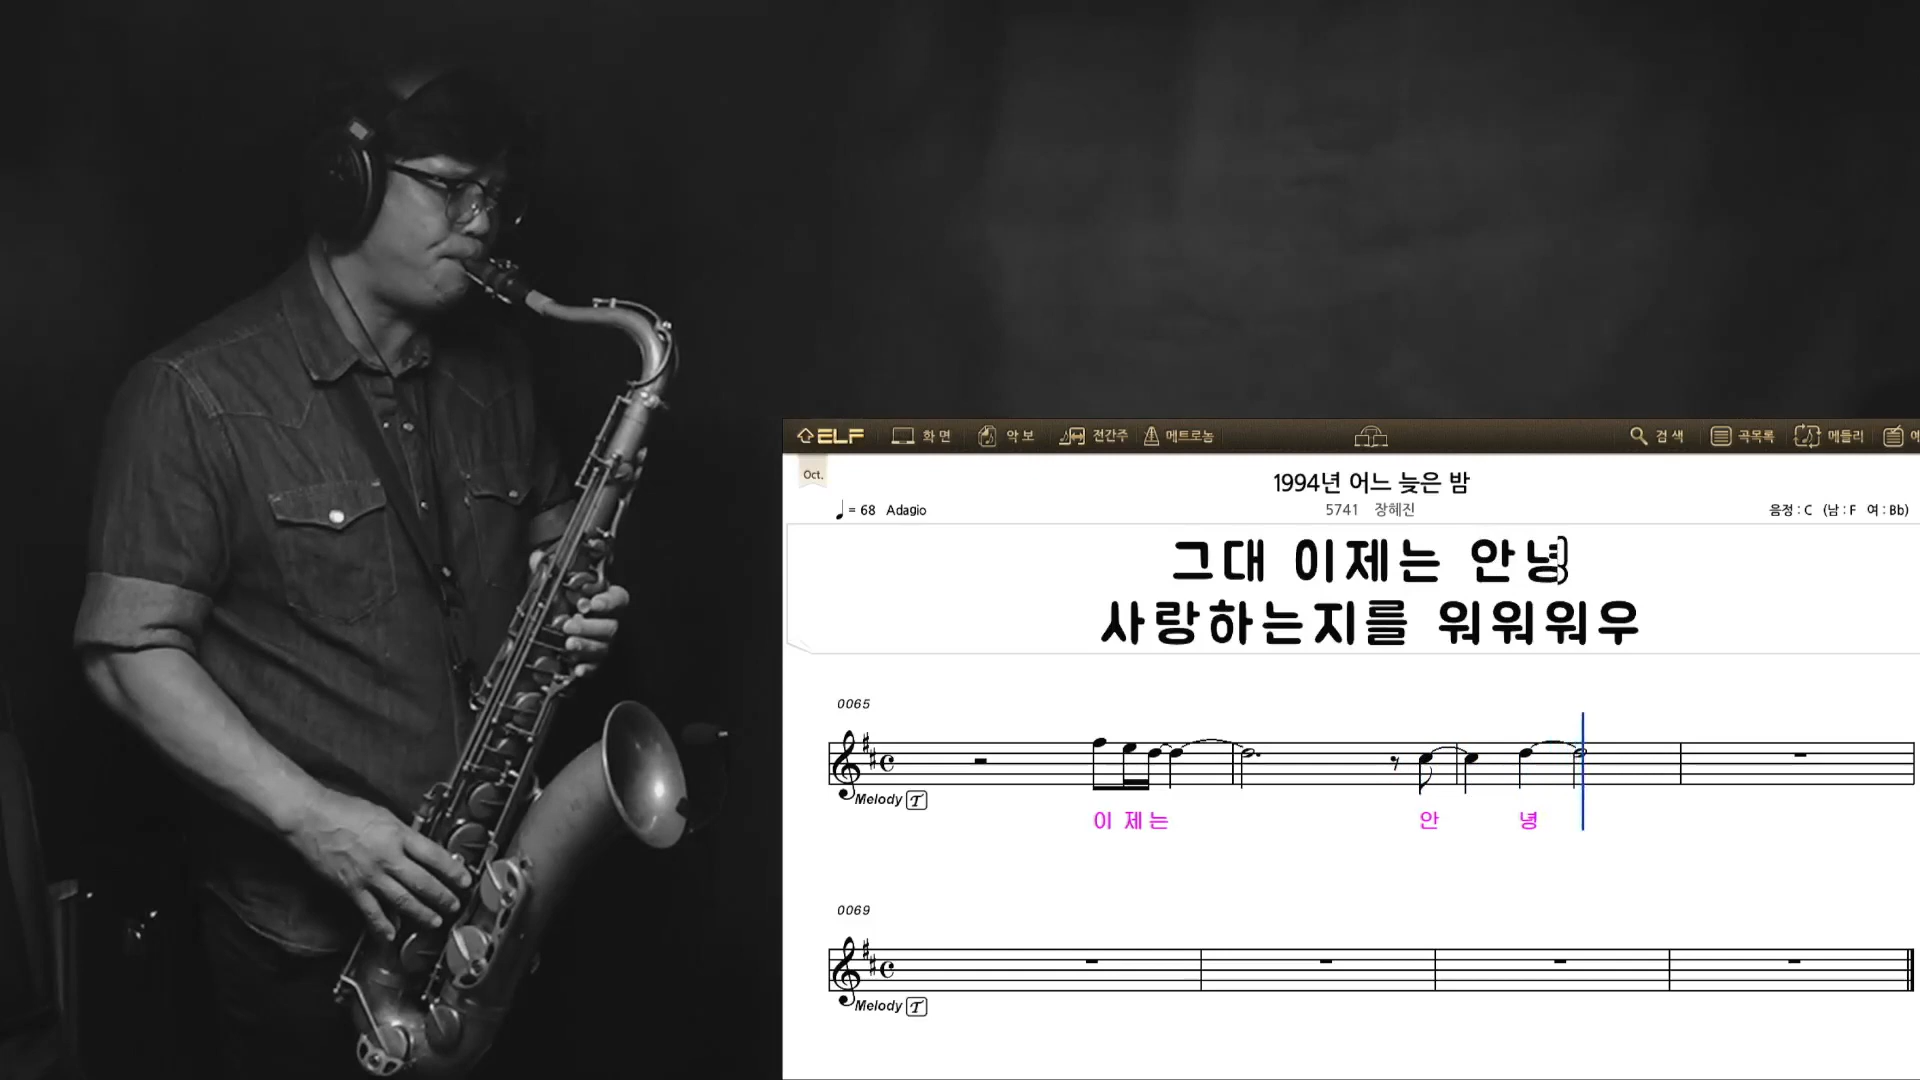 ELF 화면 악보 전간주 메트로놈 검색 곡목록 메들리 예
Oct.
1994년 어느 늦은 밤
= 68 Adagio
5741 장혜진
음정 : C (남 : F 여 : Bb)
그대 이제는 안녕
사랑하는지를 워워워우
0065
Melody T
이 제 는 안 녕
0069
Melody T